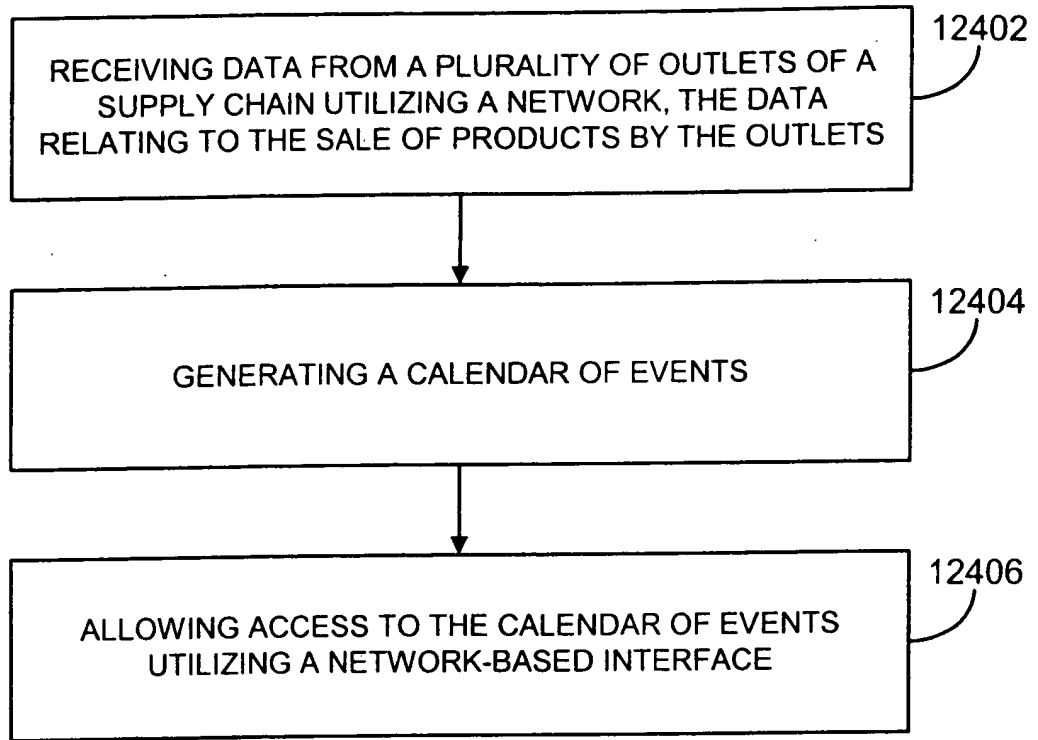 12402
RECEIVING DATA FROM A PLURALITY OF OUTLETS OF A
SUPPLY CHAIN UTILIZING A NETWORK, THE DATA
RELATING TO THE SALE OF PRODUCTS BY THE OUTLETS
12404
GENERATING A CALENDAR OF EVENTS
12406
ALLOWING ACCESS TO THE CALENDAR OF EVENTS
UTILIZING A NETWORK-BASED INTERFACE